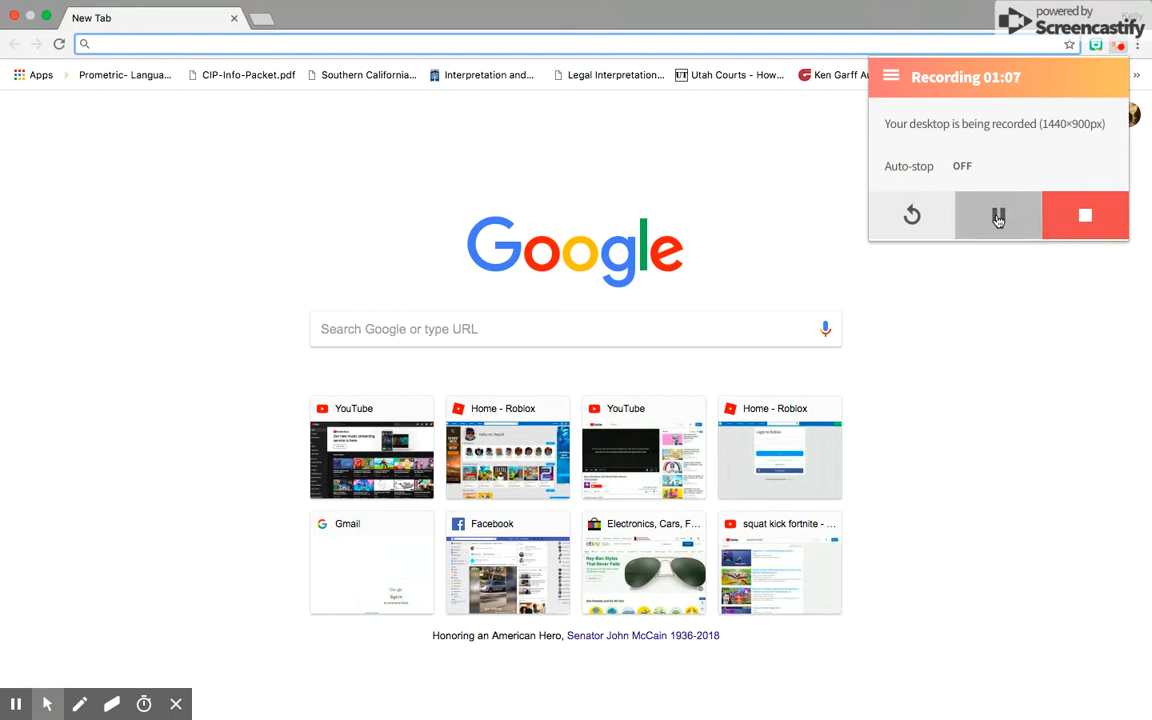 New Tab
powered by
Screencastify
Apps
Prometric- Langua...
CIP-Info-Packet.pdf
Southern California...
Interpretation and...
Legal Interpretation...
UT Utah Courts - How...
Ken Garff Au
Recording 01:07
Your desktop is being recorded (1440×900px)
Auto-stop OFF
Google
Search Google or type URL
YouTube
Home - Roblox
YouTube
Home - Roblox
Gmail
Facebook
Electronics, Cars, F...
squat kick fortnite - ...
Honoring an American Hero, Senator John McCain 1936-2018